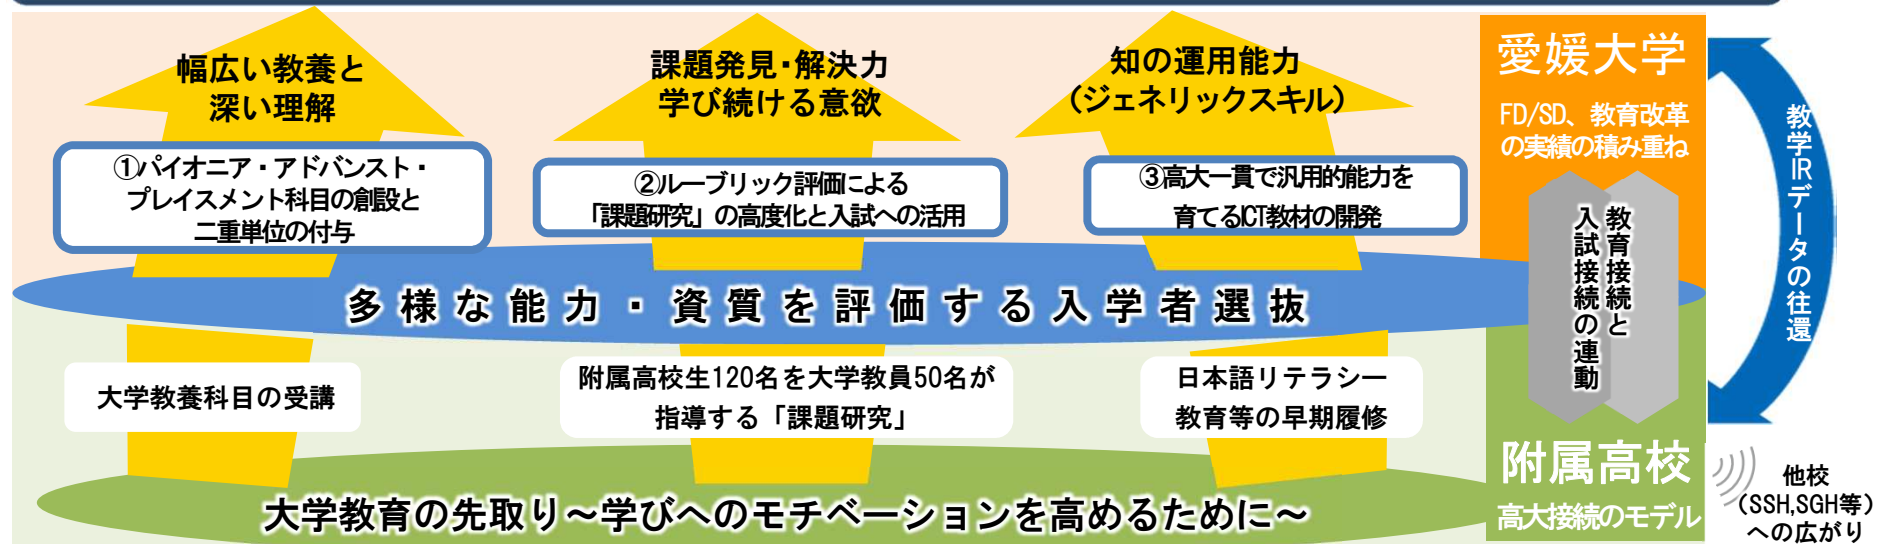 幅広い教養と
深い理解
課題発見・解決力
学び続ける意欲
知の運用能力
(ジェネリックスキル)
①パイオニア・アドバンスト・
プレイスメント科目の創設と
二重単位の付与
②ルーブリック評価による
「課題研究」の高度化と入試への活用
③高大一貫で汎用的能力を
育てるICT教材の開発
多様な能力・資質を評価する入学者選抜
大学教養科目の受講
附属高校生120名を大学教員50名が
指導する「課題研究」
日本語リテラシー
教育等の早期履修
大学教育の先取り～学びへのモチベーションを高めるために～
愛媛大学
FD/SD、教育改革
の実績の積み重ね
教育接続と
入試接続の連動
附属高校
高大接続のモデル
教学IRデータの往還
他校
(SSH,SGH等)
への広がり